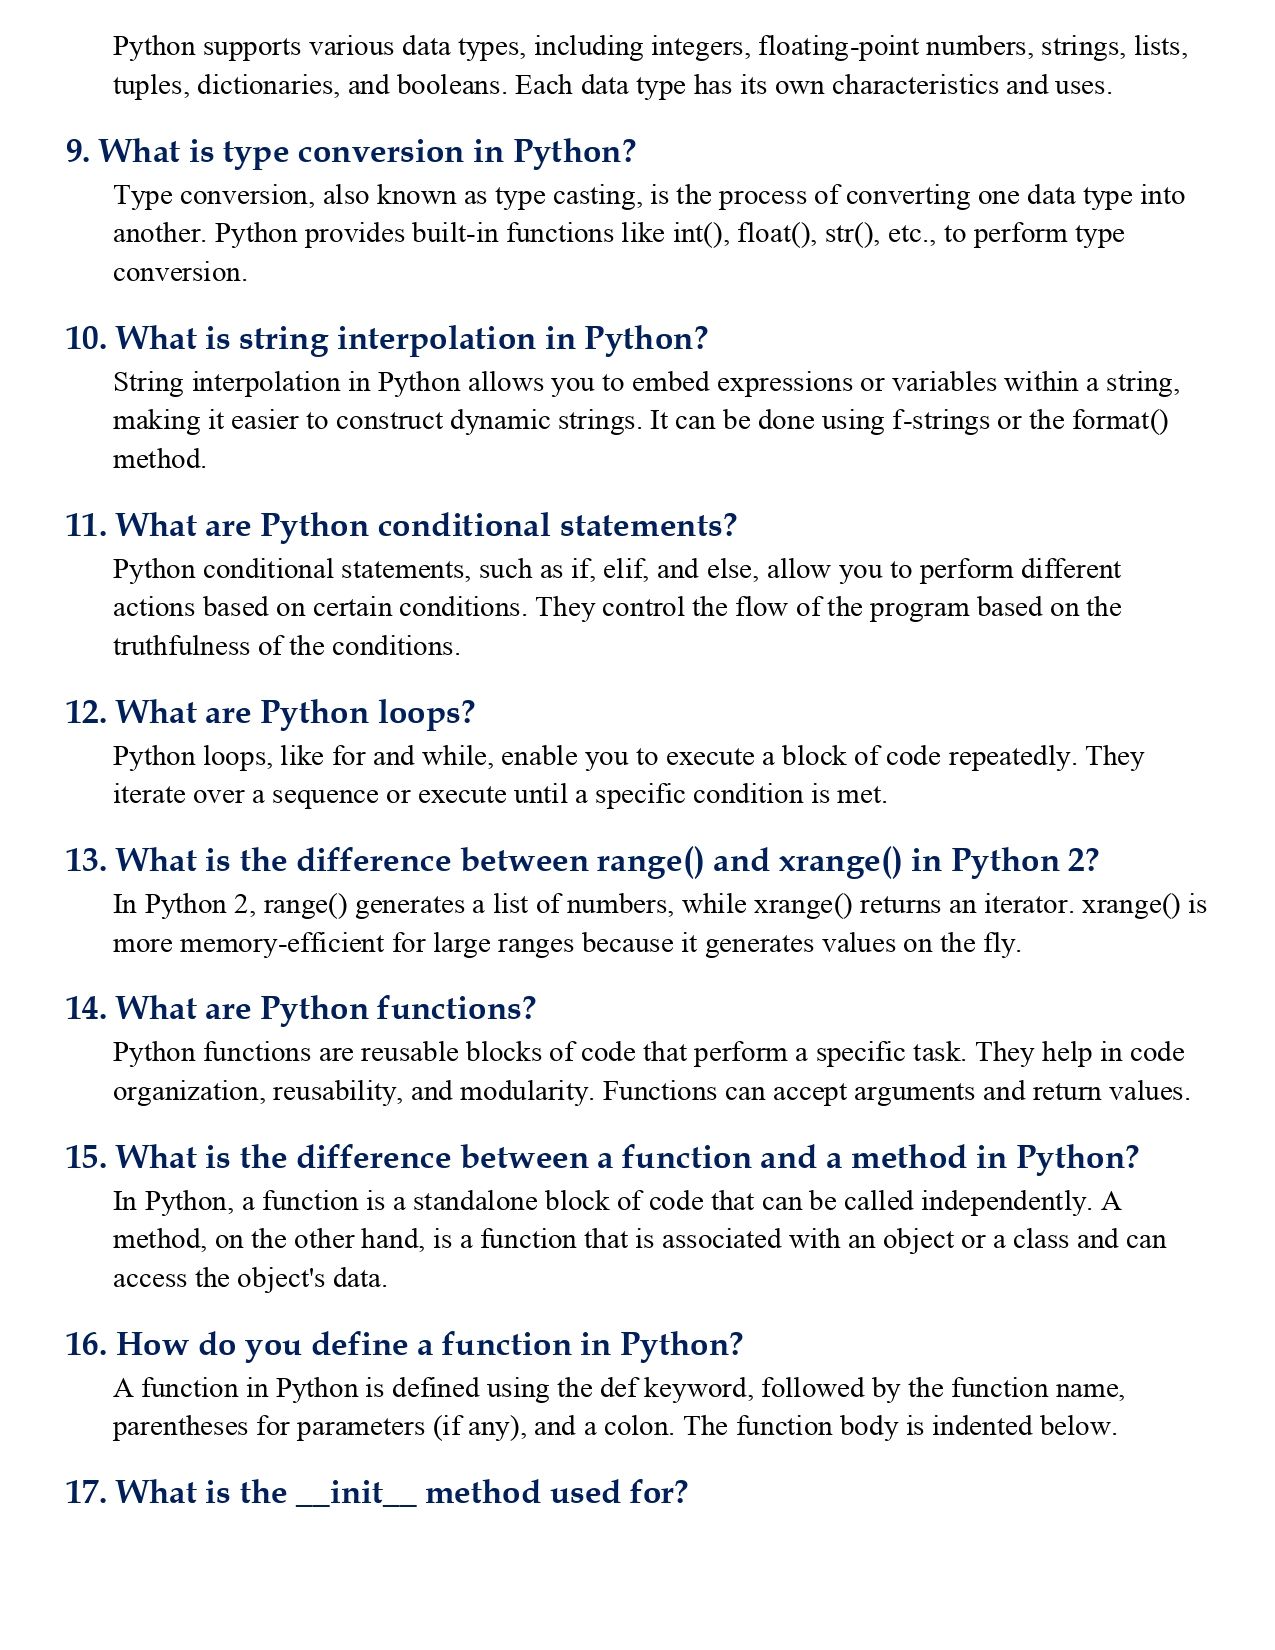 Python supports various data types, including integers, floating-point numbers, strings, lists,
tuples, dictionaries, and booleans. Each data type has its own characteristics and uses.
9. What is type conversion in Python?
Type conversion, also known as type casting, is the process of converting one data type into
another. Python provides built-in functions like int(), float(), str(), etc., to perform type
conversion.
10. What is string interpolation in Python?
String interpolation in Python allows you to embed expressions or variables within a string,
making it easier to construct dynamic strings. It can be done using f-strings or the format()
method.
11. What are Python conditional statements?
Python conditional statements, such as if, elif, and else, allow you to perform different
actions based on certain conditions. They control the flow of the program based on the
truthfulness of the conditions.
12. What are Python loops?
Python loops, like for and while, enable you to execute a block of code repeatedly. They
iterate over a sequence or execute until a specific condition is met.
13. What is the difference between range() and xrange() in Python 2?
In Python 2, range() generates a list of numbers, while xrange() returns an iterator. xrange() is
more memory-efficient for large ranges because it generates values on the fly.
14. What are Python functions?
Python functions are reusable blocks of code that perform a specific task. They help in code
organization, reusability, and modularity. Functions can accept arguments and return values.
15. What is the difference between a function and a method in Python?
In Python, a function is a standalone block of code that can be called independently. A
method, on the other hand, is a function that is associated with an object or a class and can
access the object's data.
16. How do you define a function in Python?
A function in Python is defined using the def keyword, followed by the function name,
parentheses for parameters (if any), and a colon. The function body is indented below.
17. What is the __init__ method used for?